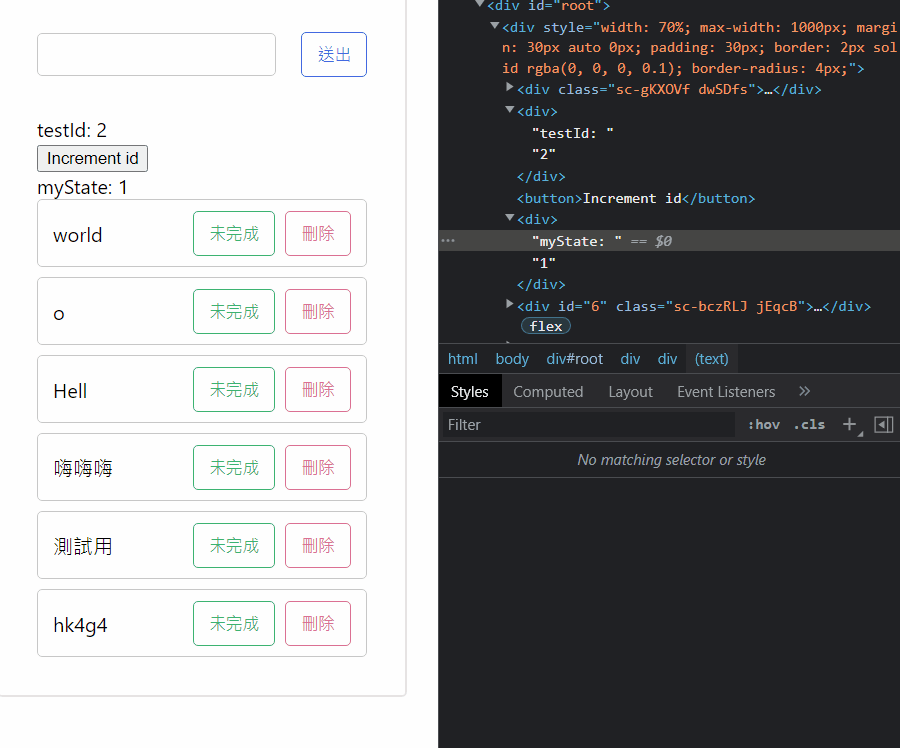 送出
testId: 2
Increment id
myState: 1
world 未完成 刪除
o 未完成 刪除
Hell 未完成 刪除
嗨嗨嗨 未完成 刪除
測試用 未完成 刪除
hk4g4 未完成 刪除
<div id="root">
<div style="width: 70%; max-width: 1000px; margi
n: 30px auto 0px; padding: 30px; border: 2px sol
id rgba(0, 0, 0, 0.1); border-radius: 4px;">
<div class="sc-gKXOVf dwSDfs">…</div>
<div>
"testId: "
"2"
</div>
<button>Increment id</button>
<div>
"myState: " == $0
"1"
</div>
<div id="6" class="sc-bczRLJ jEqcB">…</div>
flex
html body div#root div div (text)
Styles Computed Layout Event Listeners »
Filter :hov .cls +
No matching selector or style